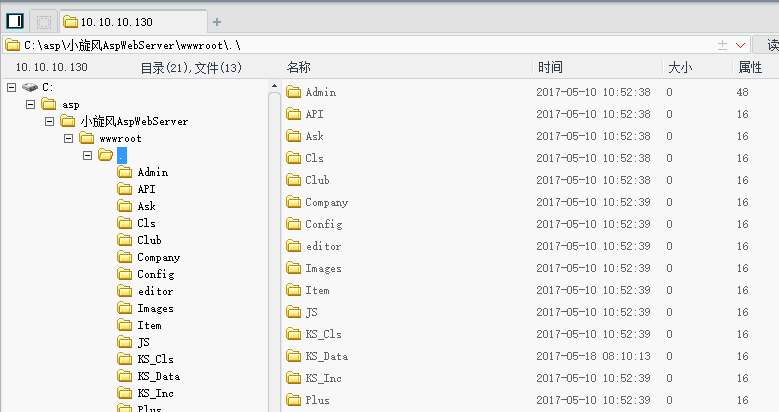 10.10.10.130
C:\asp\小旋风AspWebServer\wwwroot\.\ 读
10.10.10.130 目录(21),文件(13) 名称 时间 大小 属性
C:
asp
小旋风AspWebServer
wwwroot
.
Admin
API
Ask
Cls
Club
Company
Config
editor
Images
Item
JS
KS_Cls
KS_Data
KS_Inc
Plus
Admin 2017-05-10 10:52:38 0 48
API 2017-05-10 10:52:38 0 16
Ask 2017-05-10 10:52:38 0 16
Cls 2017-05-10 10:52:38 0 16
Club 2017-05-10 10:52:38 0 16
Company 2017-05-10 10:52:39 0 16
Config 2017-05-10 10:52:39 0 16
editor 2017-05-10 10:52:39 0 16
Images 2017-05-10 10:52:39 0 16
Item 2017-05-10 10:52:39 0 16
JS 2017-05-10 10:52:39 0 16
KS_Cls 2017-05-10 10:52:39 0 16
KS_Data 2017-05-18 08:10:13 0 16
KS_Inc 2017-05-10 10:52:39 0 16
Plus 2017-05-10 10:52:39 0 16